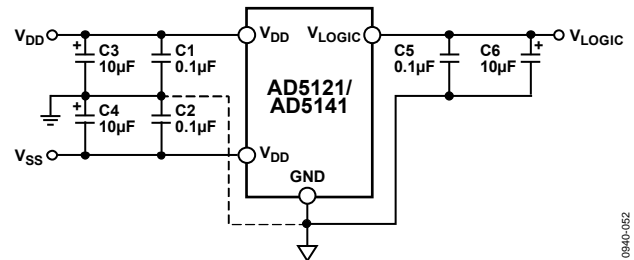 VDD
+ C3
10µF
C1
0.1µF
+ C4
10µF
C2
0.1µF
VSS
VDD
VLOGIC
AD5121/
AD5141
VDD
GND
C5
0.1µF
C6 +
10µF
VLOGIC
0940-052